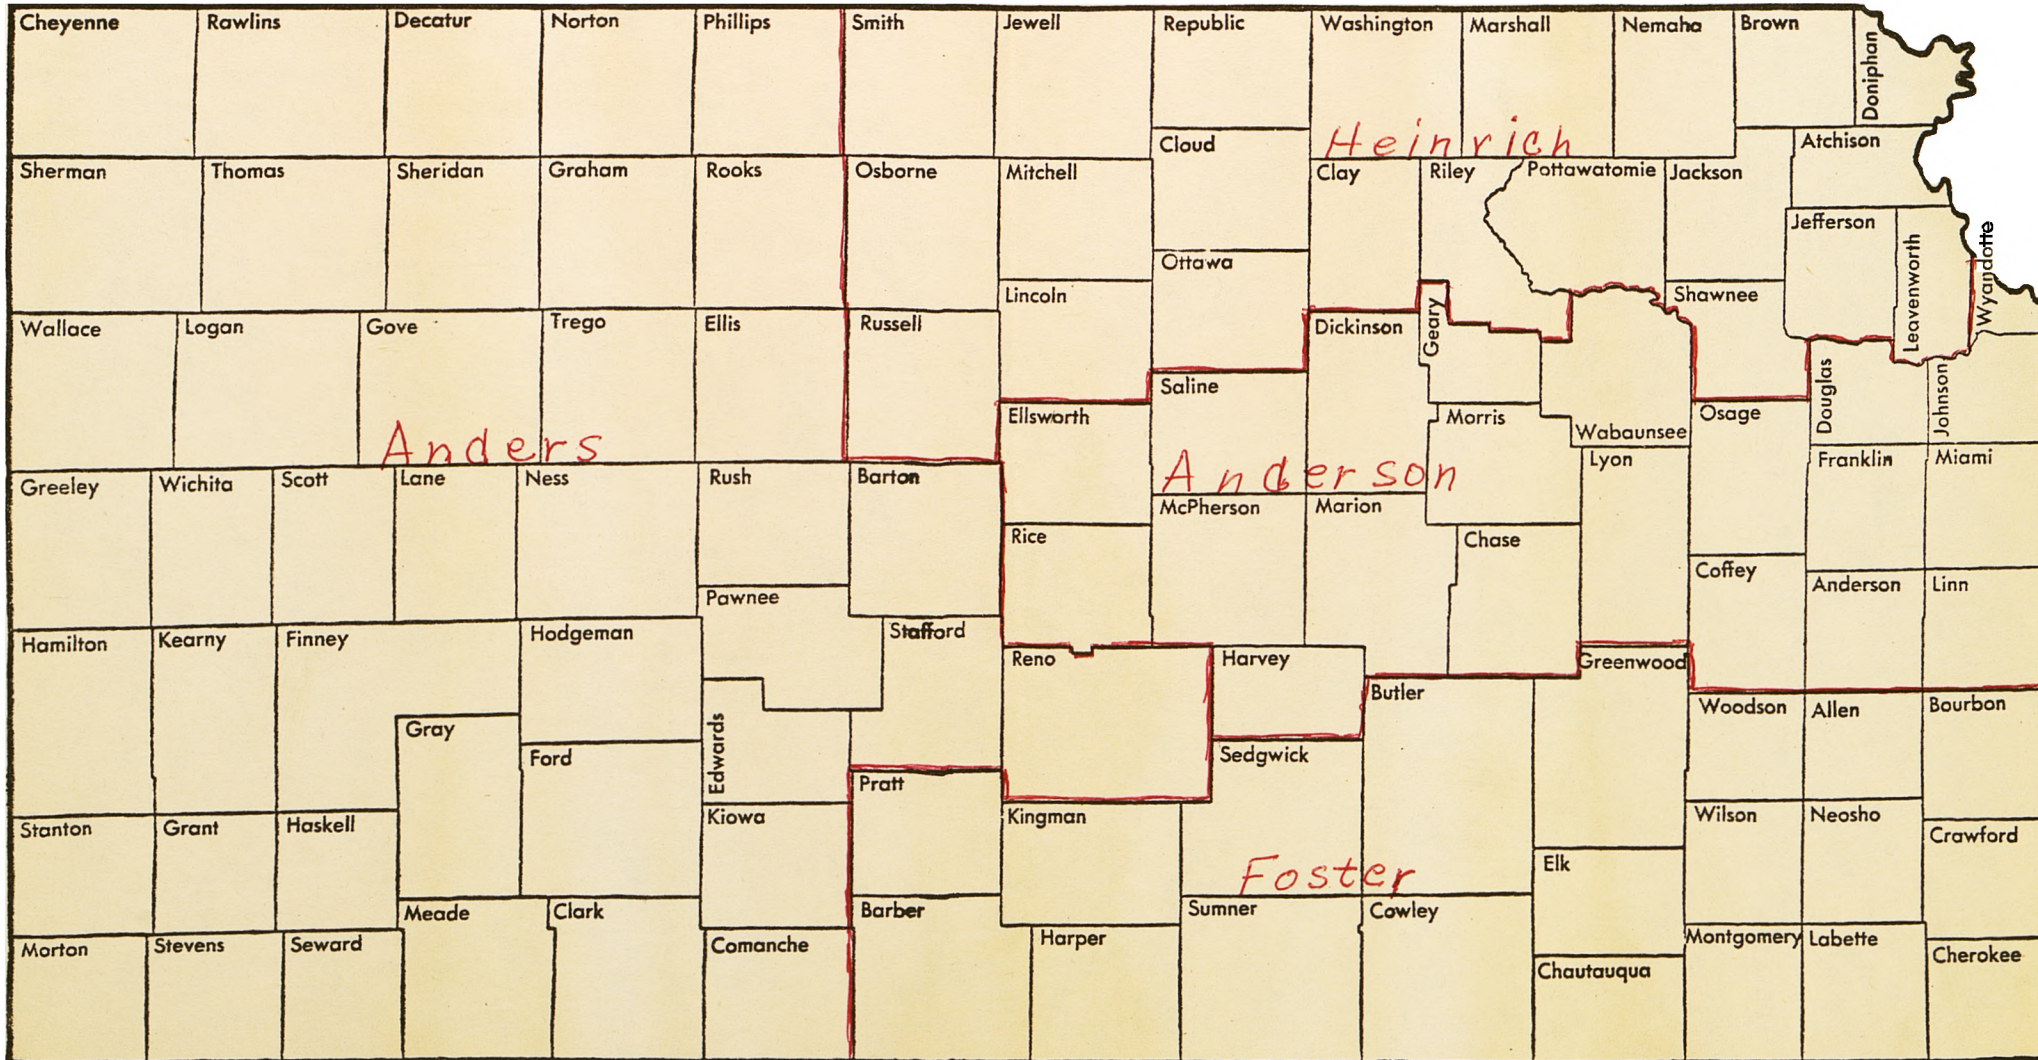 Cheyenne Rawlins Decatur Norton Phillips Smith Jewell Republic Washington Marshall Nemaha Brown
Doniphan
Cloud Heinrich Atchison
Sherman Thomas Sheridan Graham Rooks Osborne Mitchell Clay Riley Pottawatomie Jackson
Jefferson
Leavenworth
Wyandotte
Ottawa
Lincoln Shawnee
Wallace Logan Gove Trego Ellis Russell Dickinson
Geary
Saline
Douglas
Johnson
Ellsworth Morris Osage
Wabaunsee
Anders
Anderson
Lyon Franklin Miami
Greeley Wichita Scott Lane Ness Rush Barton
McPherson Marion
Rice Chase
Coffey Anderson Linn
Pawnee
Hamilton Kearny Finney Hodgeman Stafford
Reno Harvey Greenwood
Butler
Woodson Allen Bourbon
Gray
Edwards
Ford Sedgwick
Pratt
Stanton Grant Haskell Kiowa Kingman Wilson Neosho
Crawford
Elk
Foster
Meade Clark Barber Sumner Cowley
Morton Stevens Seward Comanche Harper Montgomery Labette
Cherokee
Chautauqua